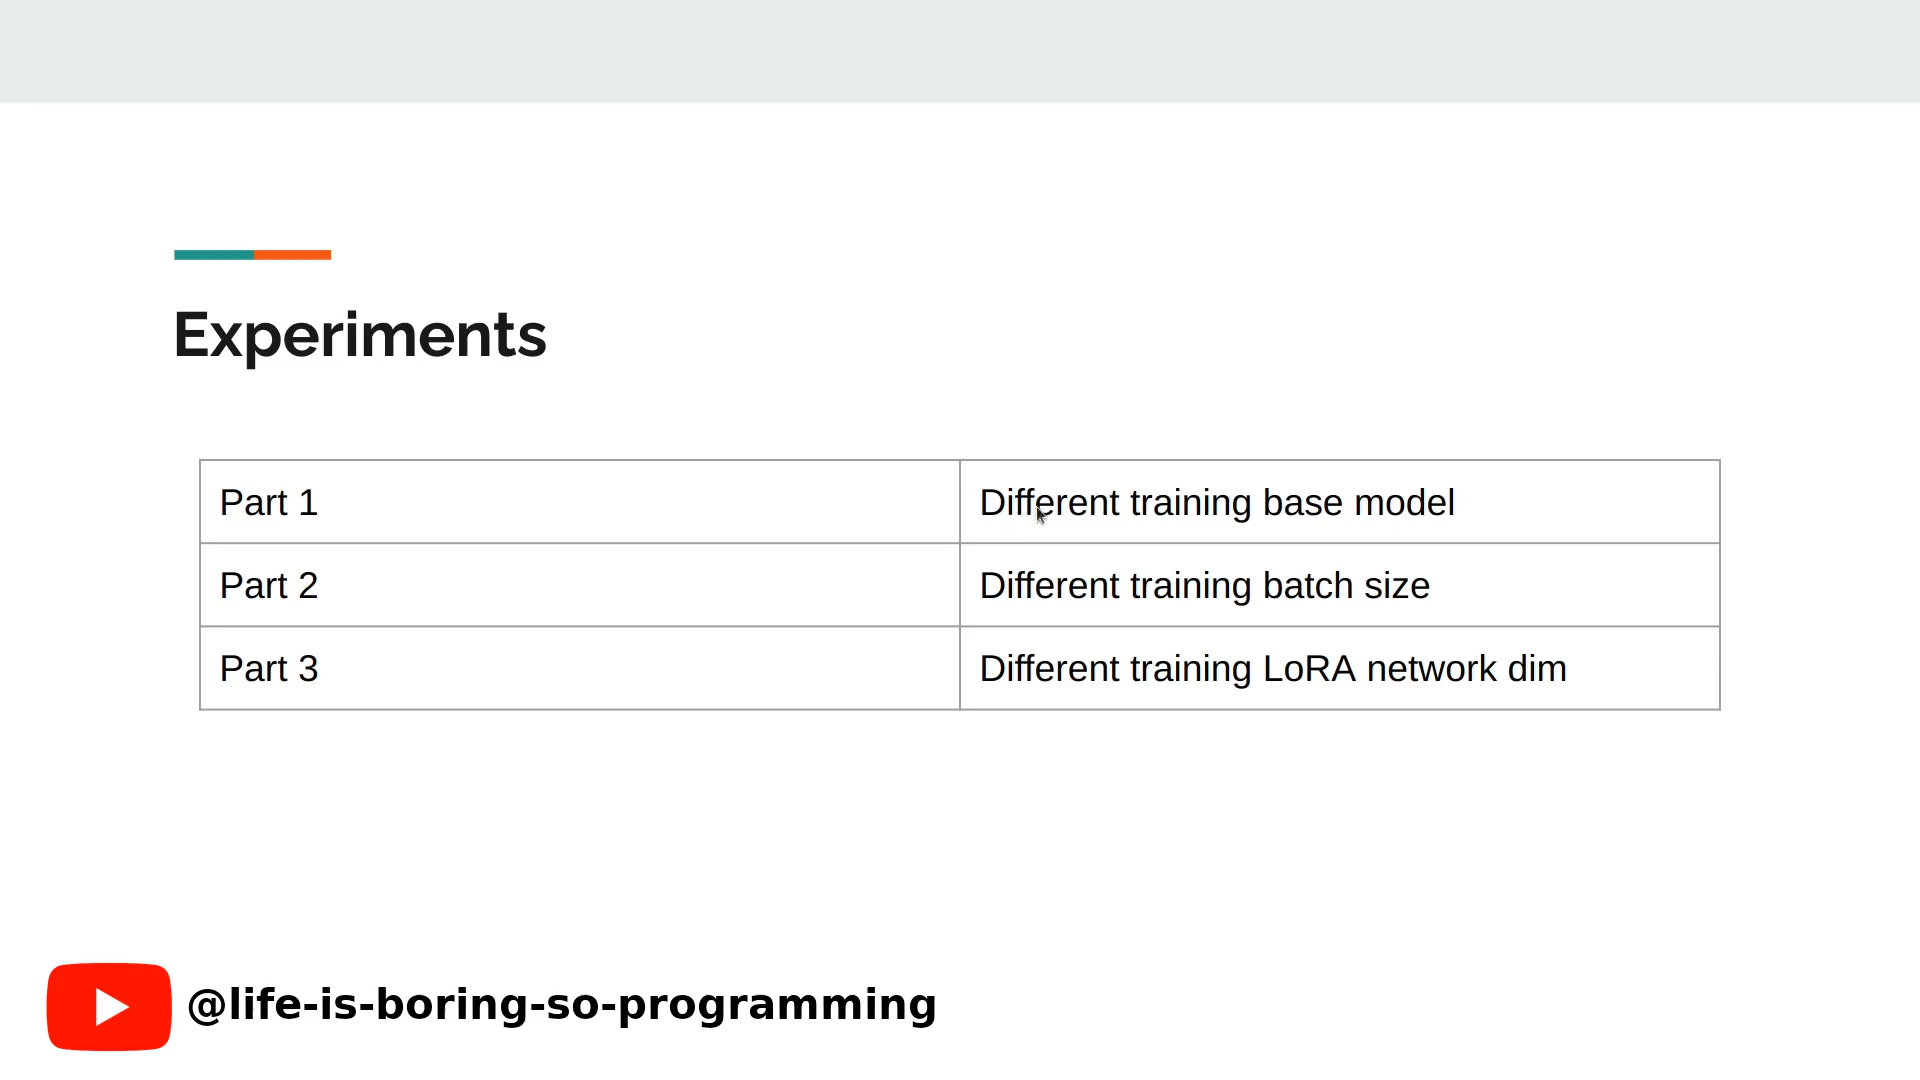 Experiments
Part 1 Different training base model
Part 2 Different training batch size
Part 3 Different training LoRA network dim
@life-is-boring-so-programming